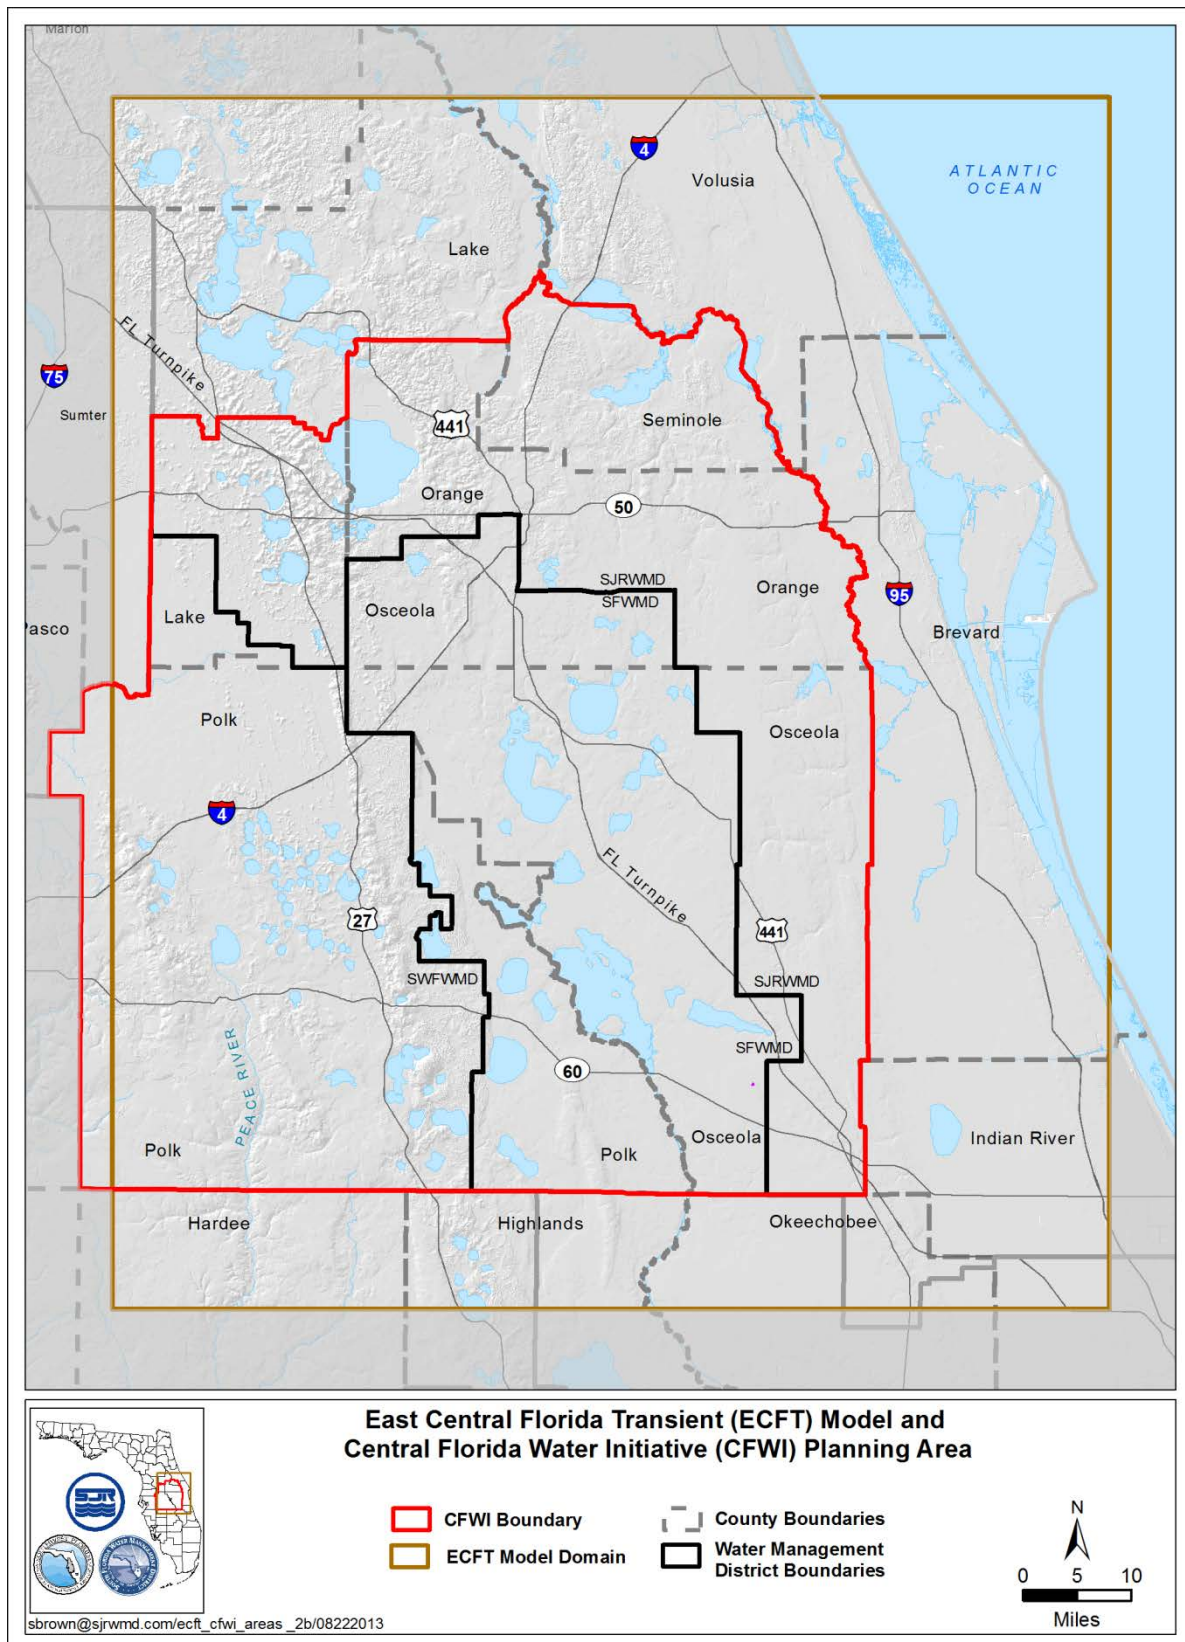 Marion
ATLANTIC
OCEAN
4
Volusia
Lake
FL Turnpike
75
Sumter
441
Seminole
Orange
50
SJRWMD
SFWMD
Orange
95
Lake
Osceola
Brevard
Pasco
Polk
Osceola
4
FL Turnpike
27
441
SWFWMD
SJRWMD
SFWMD
60
PEACE RIVER
Polk
Polk
Osceola
Indian River
Hardee
Highlands
Okeechobee
East Central Florida Transient (ECFT) Model and
Central Florida Water Initiative (CFWI) Planning Area
CFWI Boundary
ECFT Model Domain
County Boundaries
Water Management
District Boundaries
N
0 5 10
Miles
SJR
sbrown@sjrwmd.com/ecft_cfwi_areas _2b/08222013